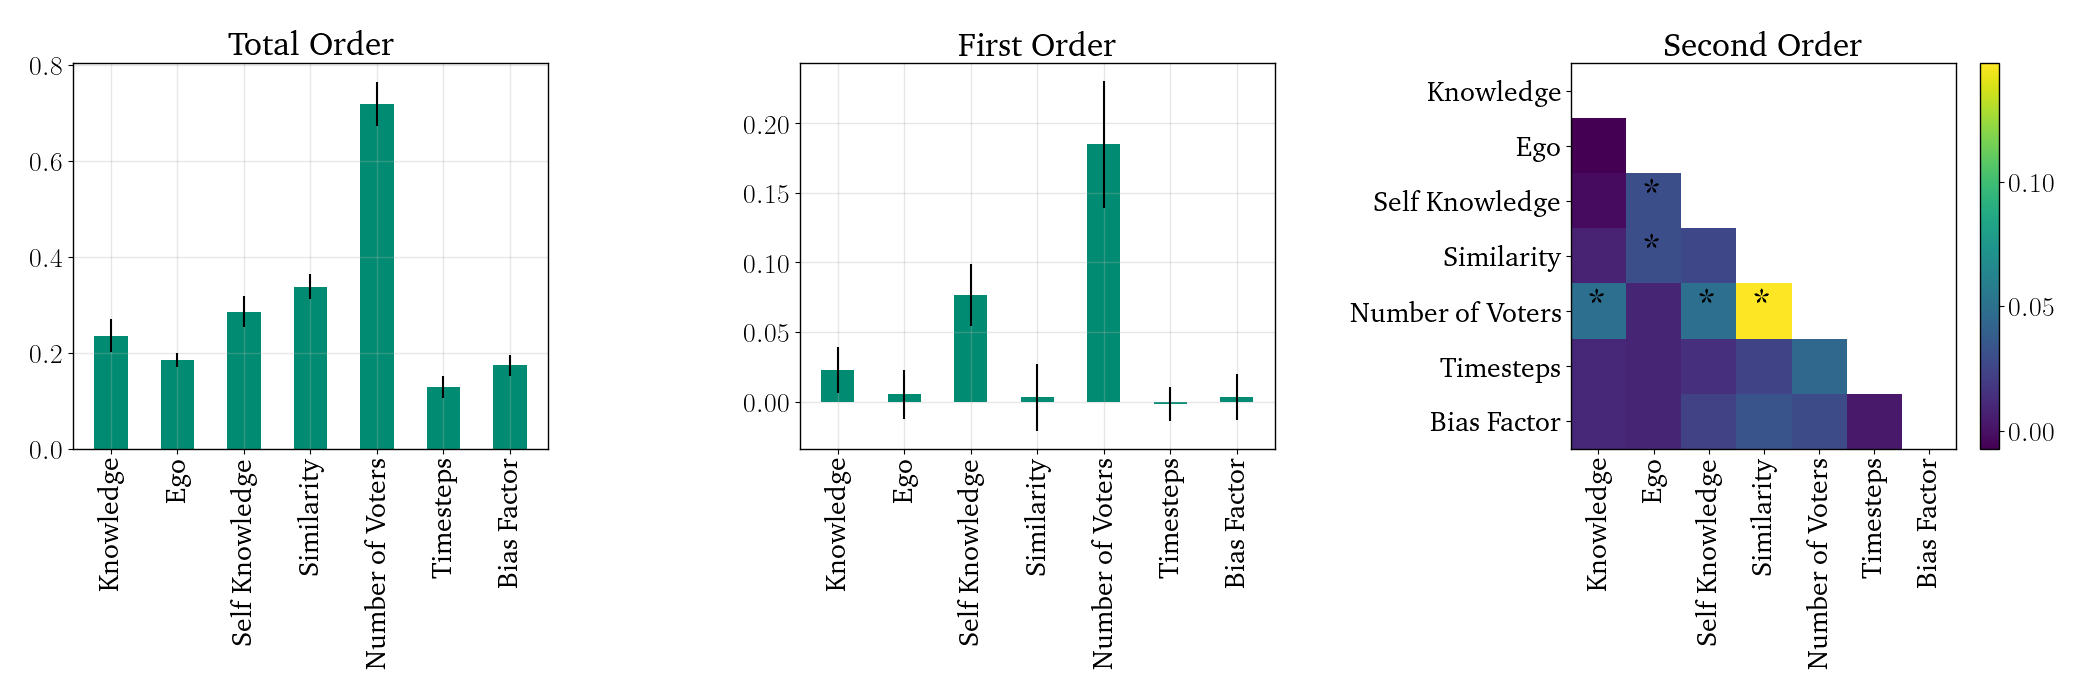 Total Order
0.8
0.6
0.4
0.2
0.0
Knowledge
Ego
Self Knowledge
Similarity
Number of Voters
Timesteps
Bias Factor
First Order
0.20
0.15
0.10
0.05
0.00
Knowledge
Ego
Self Knowledge
Similarity
Number of Voters
Timesteps
Bias Factor
Second Order
Knowledge
Ego
Self Knowledge
*
Similarity
*
Number of Voters
* * *
Timesteps
Bias Factor
Knowledge
Ego
Self Knowledge
Similarity
Number of Voters
Timesteps
Bias Factor
0.10
0.05
0.00